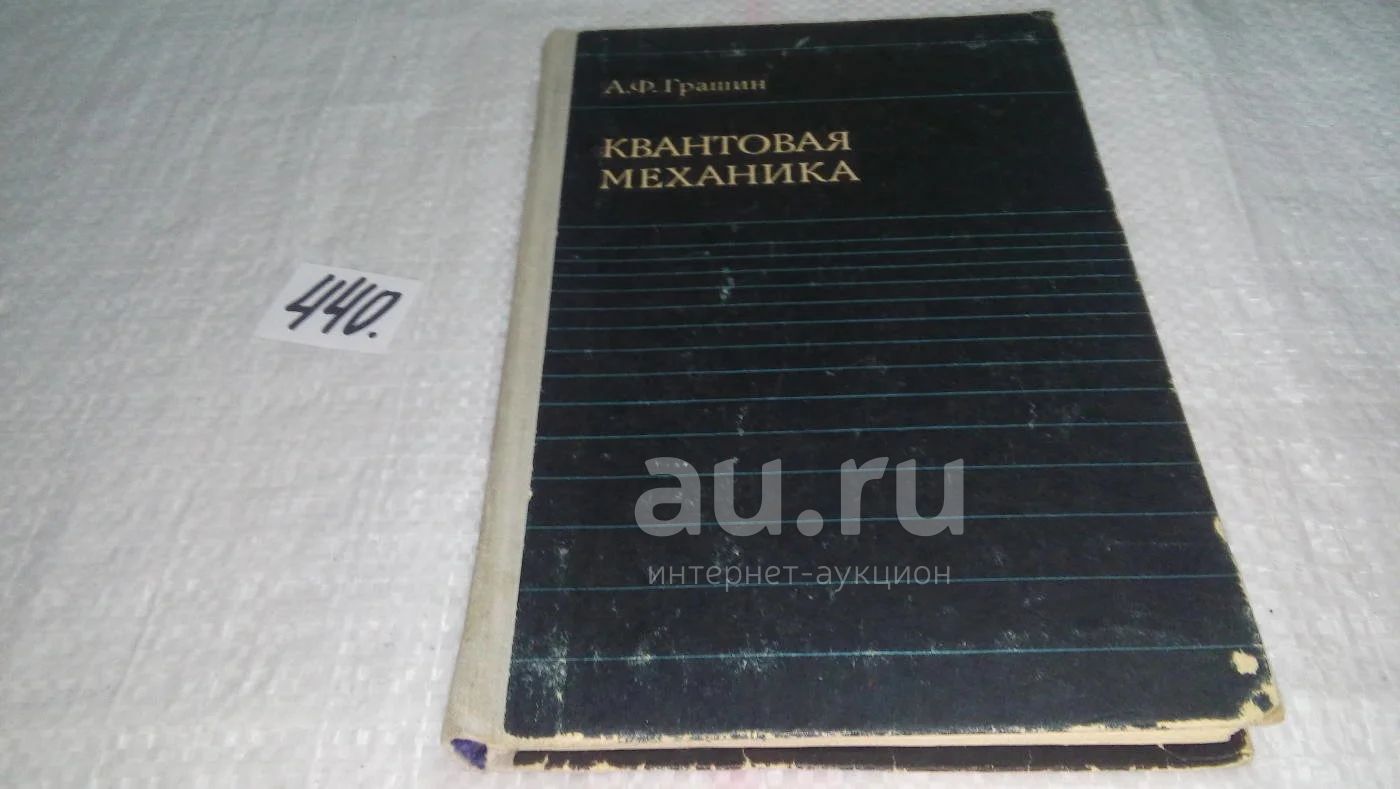 А.Ф.Грашин
КВАНТОВАЯ
МЕХАНИКА
440.
au.ru
интернет-аукцион